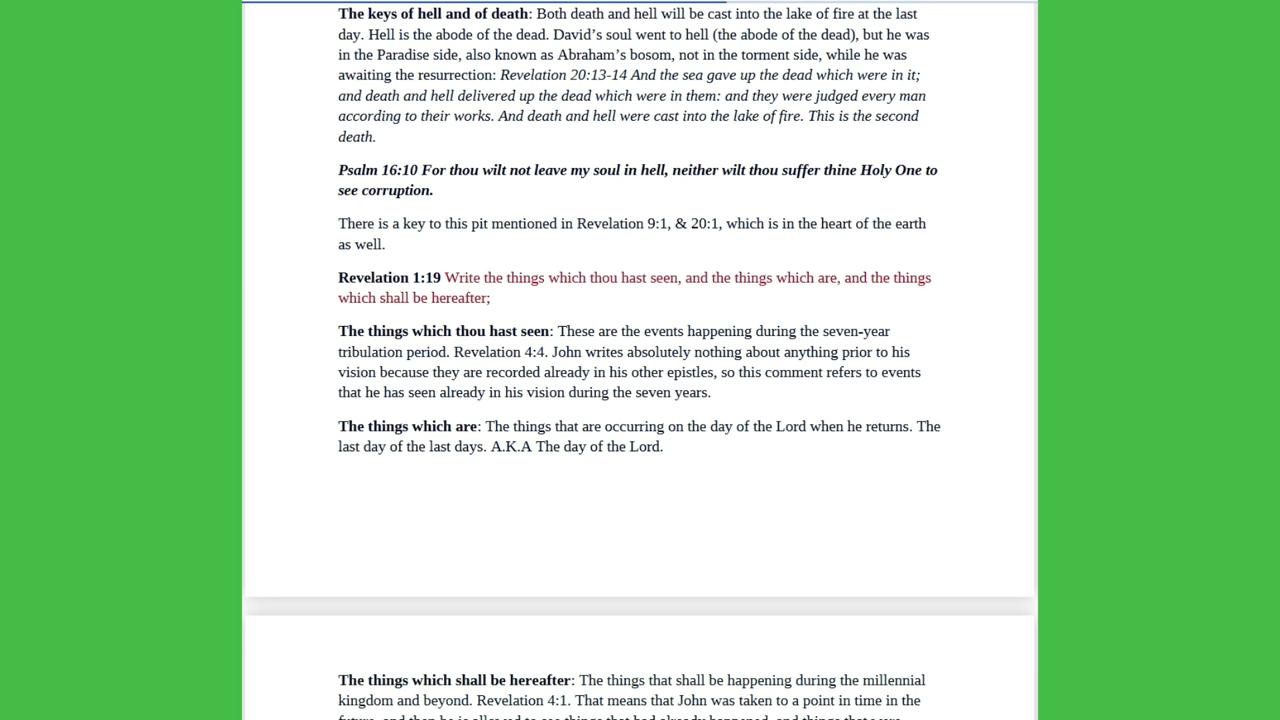 The keys of hell and of death: Both death and hell will be cast into the lake of fire at the last
day. Hell is the abode of the dead. David’s soul went to hell (the abode of the dead), but he was
in the Paradise side, also known as Abraham’s bosom, not in the torment side, while he was
awaiting the resurrection: Revelation 20:13-14 And the sea gave up the dead which were in it;
and death and hell delivered up the dead which were in them: and they were judged every man
according to their works. And death and hell were cast into the lake of fire. This is the second
death.
Psalm 16:10 For thou wilt not leave my soul in hell, neither wilt thou suffer thine Holy One to
see corruption.
There is a key to this pit mentioned in Revelation 9:1, & 20:1, which is in the heart of the earth
as well.
Revelation 1:19 Write the things which thou hast seen, and the things which are, and the things
which shall be hereafter;
The things which thou hast seen: These are the events happening during the seven-year
tribulation period. Revelation 4:4. John writes absolutely nothing about anything prior to his
vision because they are recorded already in his other epistles, so this comment refers to events
that he has seen already in his vision during the seven years.
The things which are: The things that are occurring on the day of the Lord when he returns. The
last day of the last days. A.K.A The day of the Lord.
The things which shall be hereafter: The things that shall be happening during the millennial
kingdom and beyond. Revelation 4:1. That means that John was taken to a point in time in the